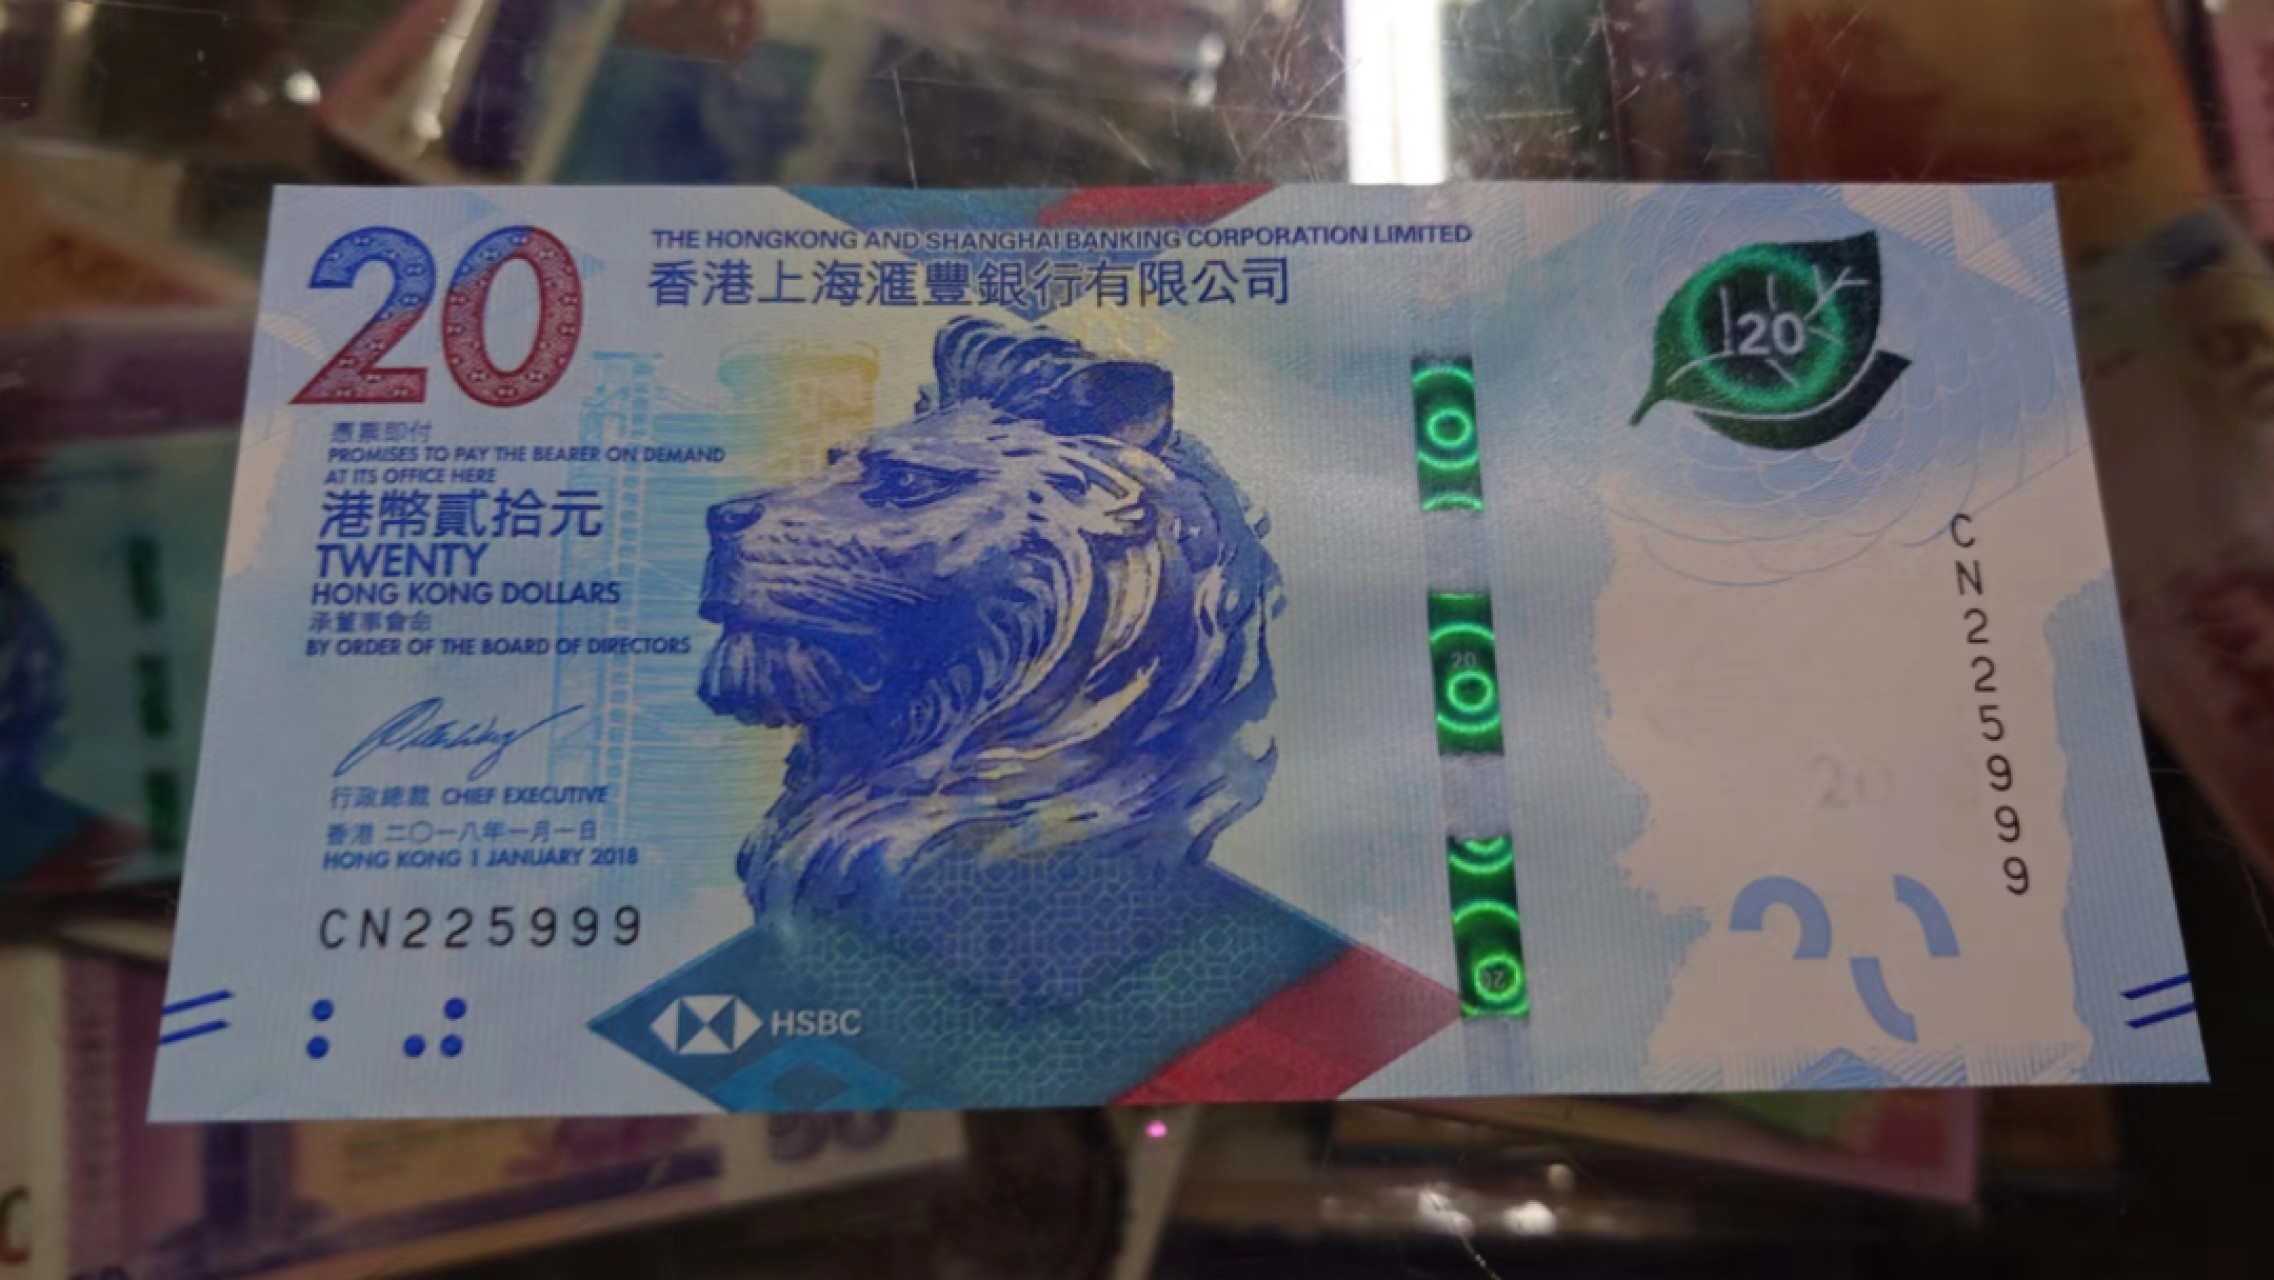 20
THE HONGKONG AND SHANGHAI BANKING CORPORATION LIMITED
香港上海滙豐銀行有限公司
20
憑票即付
PROMISES TO PAY THE BEARER ON DEMAND
AT ITS OFFICE HERE
港幣貳拾元
TWENTY
HONG KONG DOLLARS
承董事會命
BY ORDER OF THE BOARD OF DIRECTORS
行政總裁 CHIEF EXECUTIVE
香港 二〇一八年一月一日
HONG KONG 1 JANUARY 2018
CN225999
HSBC
20
20
20
CN225999